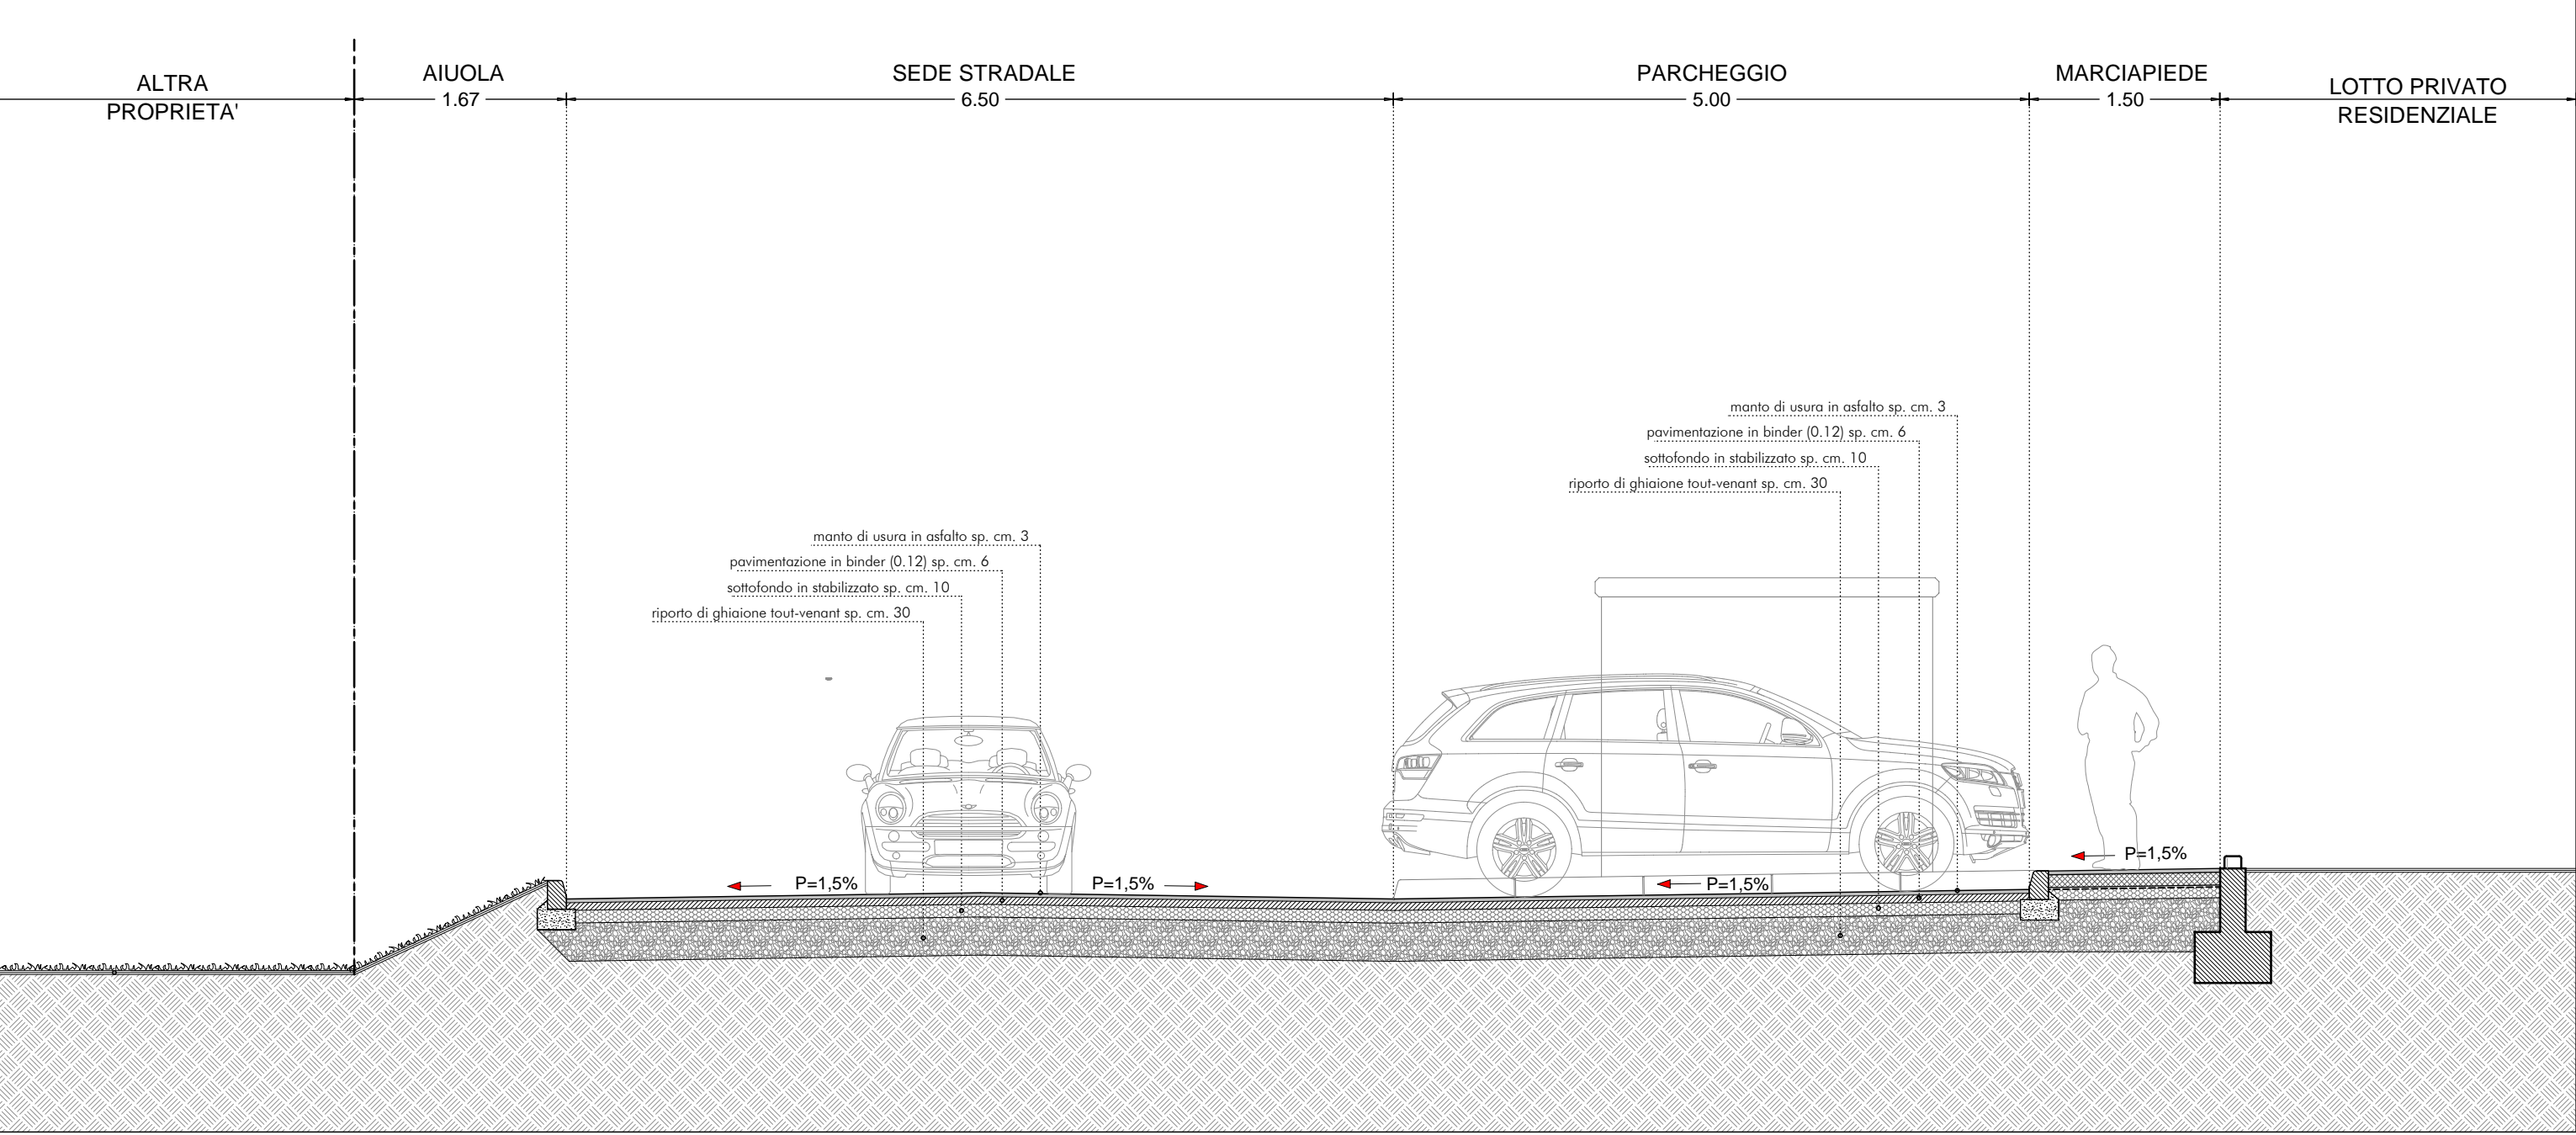 ALTRA
PROPRIETA'
AIUOLA
1.67
SEDE STRADALE
6.50
PARCHEGGIO
5.00
MARCIAPIEDE
1.50
LOTTO PRIVATO
RESIDENZIALE
manto di usura in asfalto sp. cm. 3
pavimentazione in binder (0.12) sp. cm. 6
sottofondo in stabilizzato sp. cm. 10
riporto di ghiaione tout-venant sp. cm. 30
manto di usura in asfalto sp. cm. 3
pavimentazione in binder (0.12) sp. cm. 6
sottofondo in stabilizzato sp. cm. 10
riporto di ghiaione tout-venant sp. cm. 30
P=1,5%
P=1,5%
P=1,5%
P=1,5%